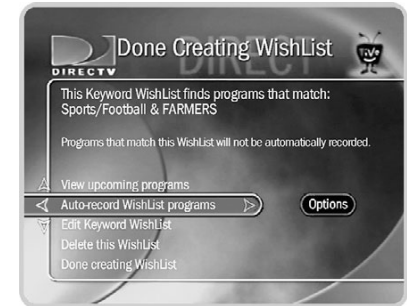 Done Creating WishList
DIRECT
DIRECTV
TiVo
This Keyword WishList finds programs that match:
Sports/Football & FARMERS
Programs that match this WishList will not be automatically recorded.
View upcoming programs
Auto-record WishList programs
Options
Edit Keyword WishList
Delete this WishList
Done creating WishList